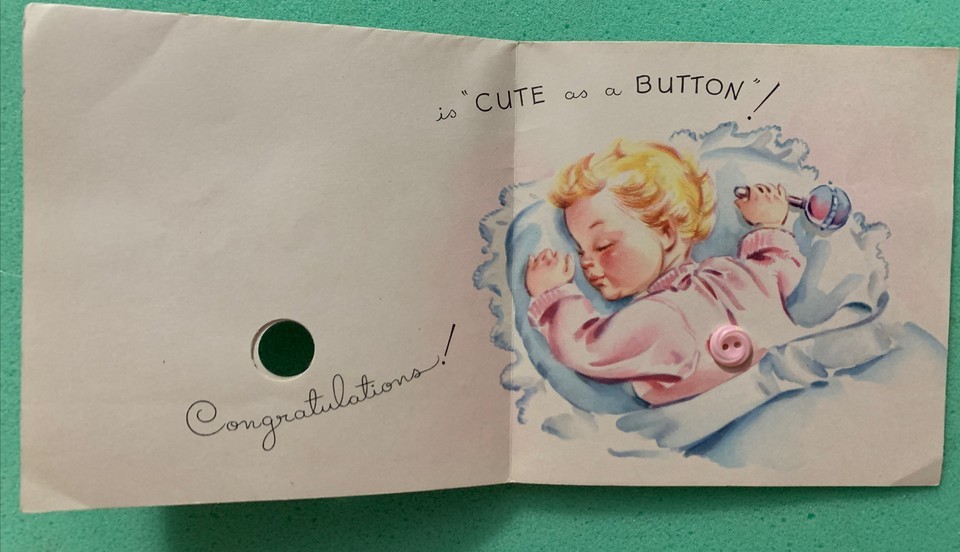 is "CUTE as a BUTTON"!
Congratulations!